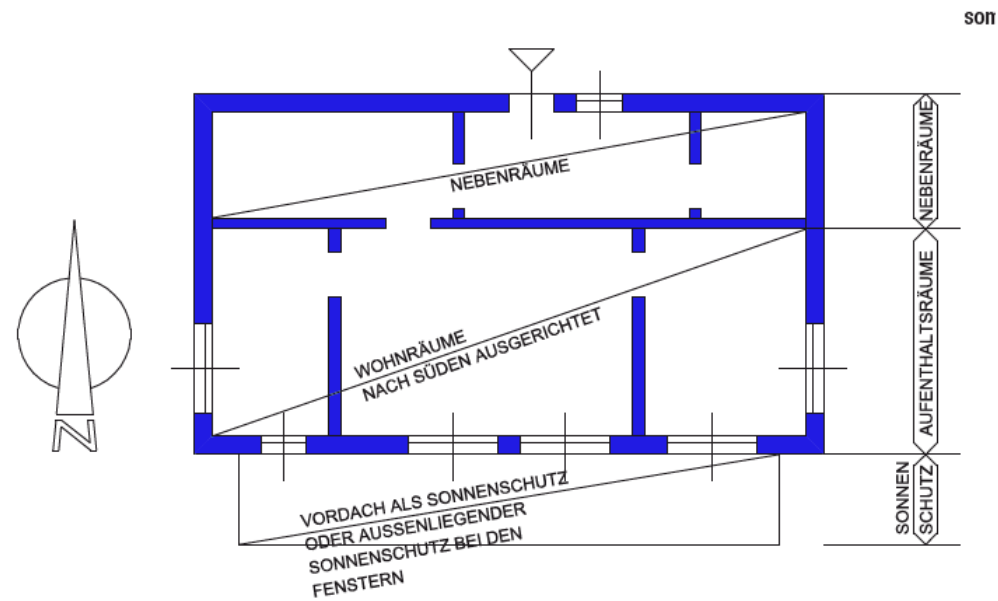 som
NEBENRÄUME
NEBENRÄUME
WOHNRÄUME
NACH SÜDEN AUSGERICHTET
AUFENTHALTSRÄUME
N
VORDACH ALS SONNENSCHUTZ
ODER AUSSENLIEGENDER
SONNENSCHUTZ BEI DEN
FENSTERN
SONNEN
SCHUTZ